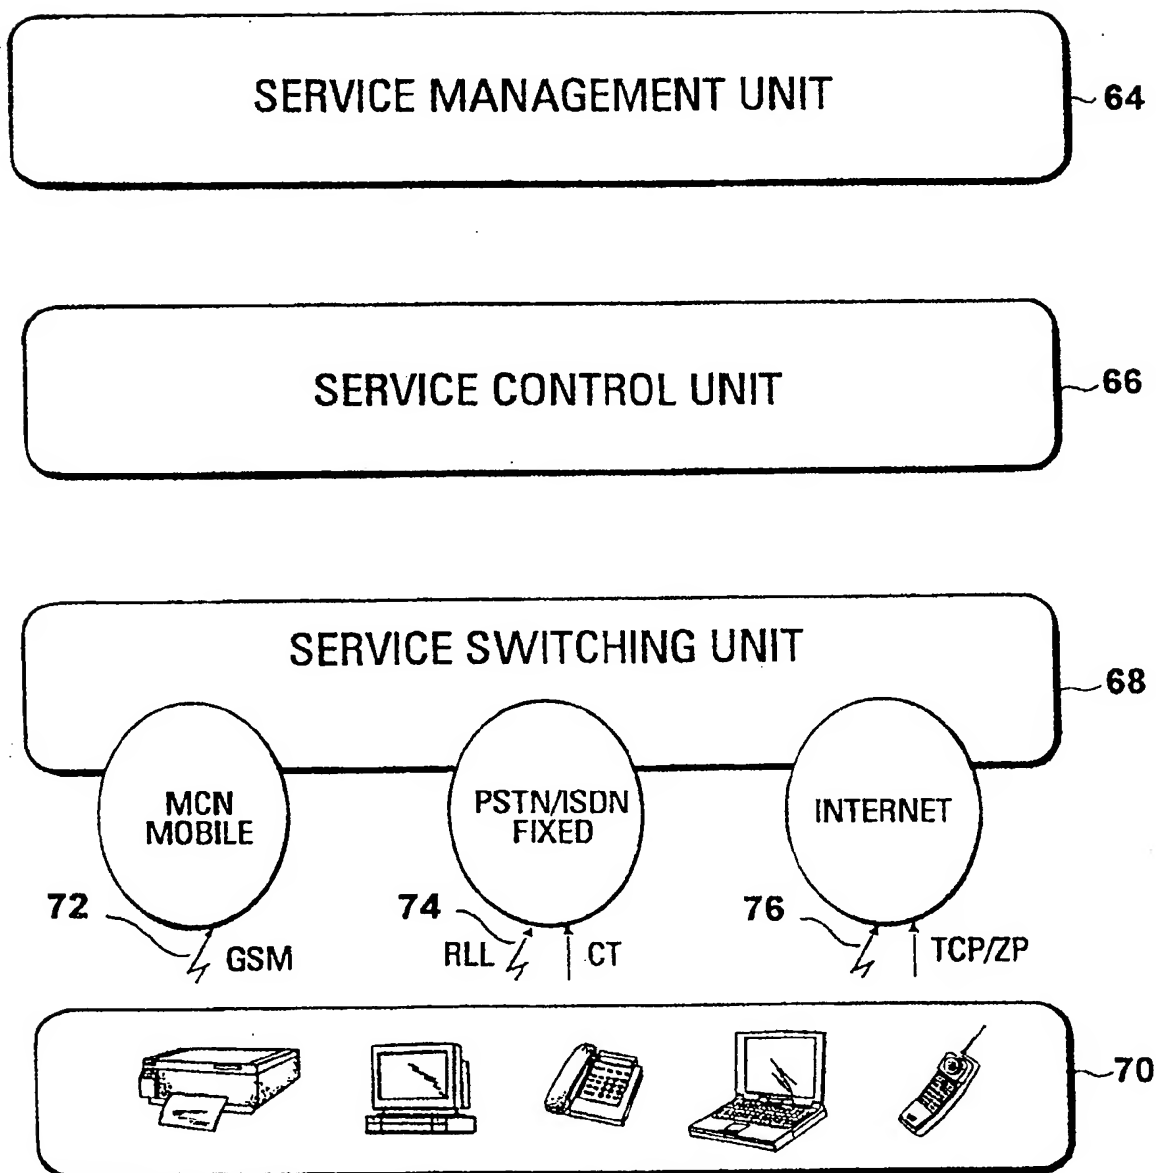 SERVICE MANAGEMENT UNIT
64
SERVICE CONTROL UNIT
66
SERVICE SWITCHING UNIT
68
MCN
MOBILE
PSTN/ISDN
FIXED
INTERNET
72
GSM
74
RLL
CT
76
TCP/ZP
70